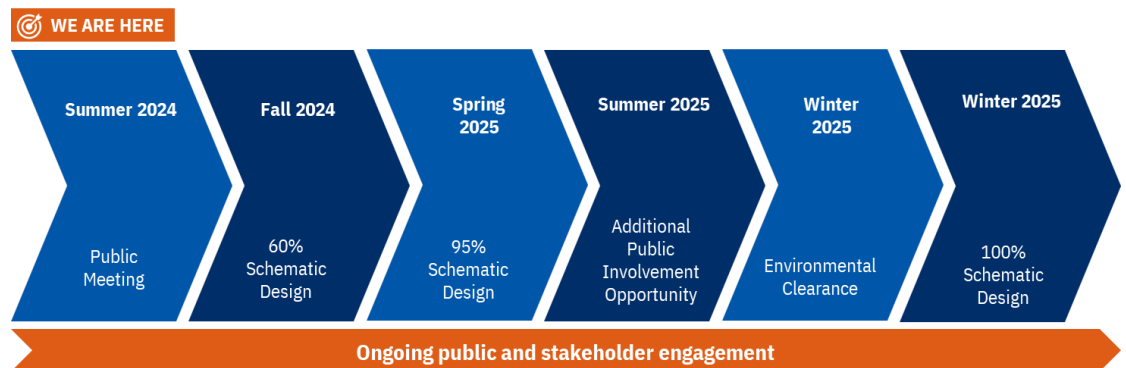 WE ARE HERE
Summer 2024
Public
Meeting
Fall 2024
60%
Schematic
Design
Spring
2025
95%
Schematic
Design
Summer 2025
Additional
Public
Involvement
Opportunity
Winter
2025
Environmental
Clearance
Winter 2025
100%
Schematic
Design
Ongoing public and stakeholder engagement